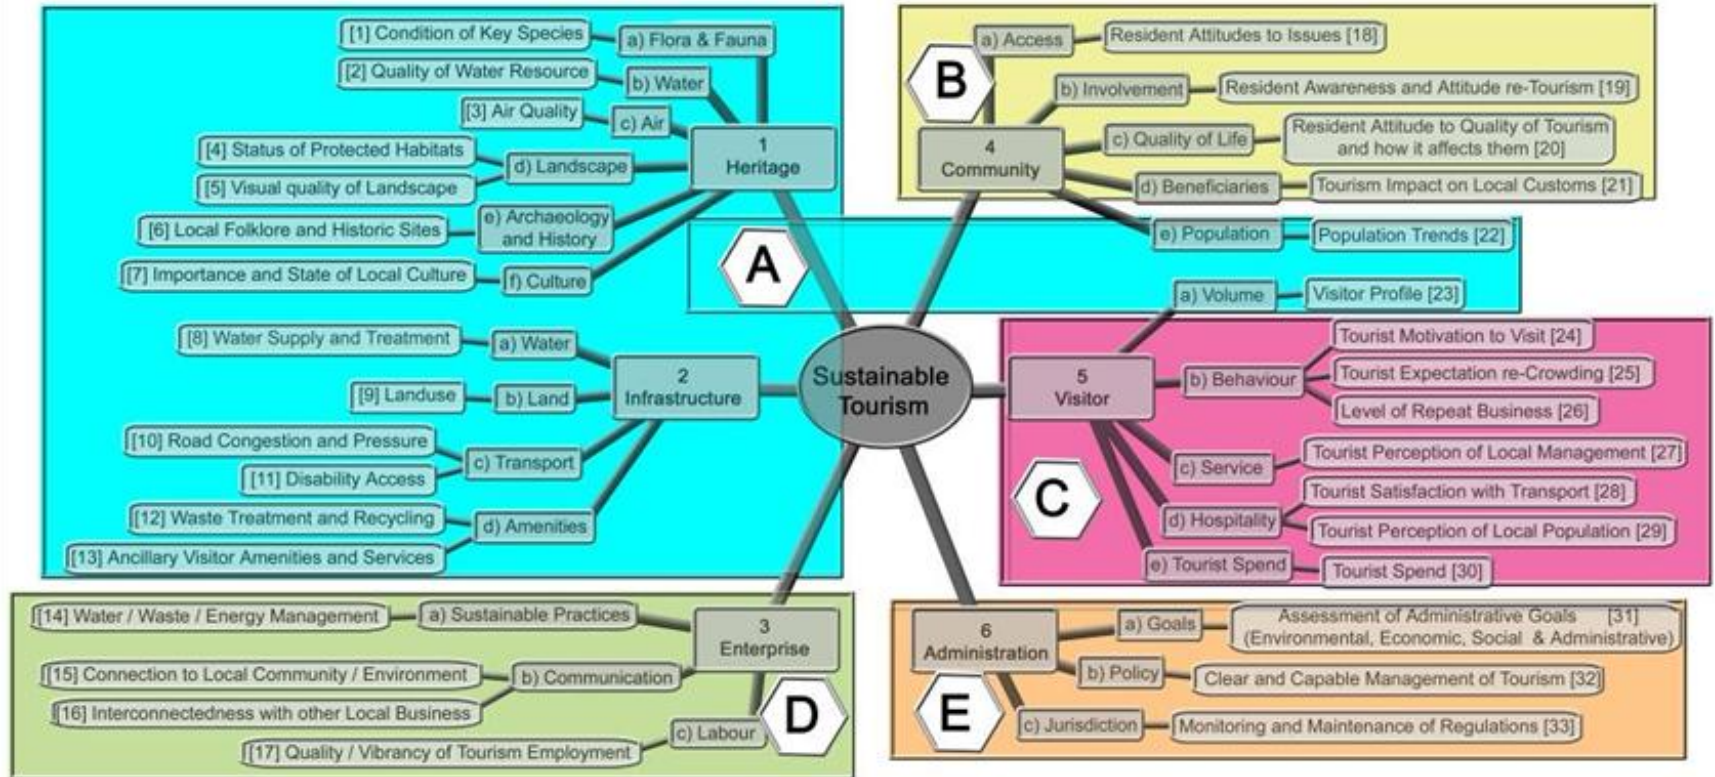 [1] Condition of Key Species
a) Flora & Fauna
[2] Quality of Water Resource
b) Water
[3] Air Quality
c) Air
[4] Status of Protected Habitats
[5] Visual quality of Landscape
d) Landscape
[6] Local Folklore and Historic Sites
e) Archaeology
and History
[7] Importance and State of Local Culture
f) Culture
1
Heritage
A
[8] Water Supply and Treatment
a) Water
[9] Landuse
b) Land
[10] Road Congestion and Pressure
[11] Disability Access
c) Transport
[12] Waste Treatment and Recycling
[13] Ancillary Visitor Amenities and Services
d) Amenities
2
Infrastructure
Sustainable
Tourism
[14] Water / Waste / Energy Management
a) Sustainable Practices
[15] Connection to Local Community / Environment
[16] Interconnectedness with other Local Business
b) Communication
[17] Quality / Vibrancy of Tourism Employment
c) Labour
3
Enterprise
D
B
4
Community
a) Access
Resident Attitudes to Issues [18]
b) Involvement
Resident Awareness and Attitude re-Tourism [19]
c) Quality of Life
Resident Attitude to Quality of Tourism
and how it affects them [20]
d) Beneficiaries
Tourism Impact on Local Customs [21]
e) Population
Population Trends [22]
a) Volume
Visitor Profile [23]
5
Visitor
b) Behaviour
Tourist Motivation to Visit [24]
Tourist Expectation re-Crowding [25]
Level of Repeat Business [26]
C
c) Service
Tourist Perception of Local Management [27]
d) Hospitality
Tourist Satisfaction with Transport [28]
Tourist Perception of Local Population [29]
e) Tourist Spend
Tourist Spend [30]
6
Administration
E
a) Goals
Assessment of Administrative Goals [31]
(Environmental, Economic, Social & Administrative)
b) Policy
Clear and Capable Management of Tourism [32]
c) Jurisdiction
Monitoring and Maintenance of Regulations [33]